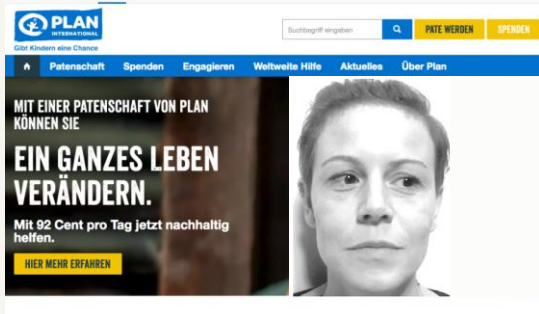 PLAN
INTERNATIONAL
Gibt Kindern eine Chance
Suchbegriff eingeben
PATE WERDEN
SPENDEN
Patenschaft Spenden Engagieren Weltweite Hilfe Aktuelles Über Plan
MIT EINER PATENSCHAFT VON PLAN
KÖNNEN SIE
EIN GANZES LEBEN
VERÄNDERN.
Mit 92 Cent pro Tag jetzt nachhaltig
helfen.
HIER MEHR ERFAHREN